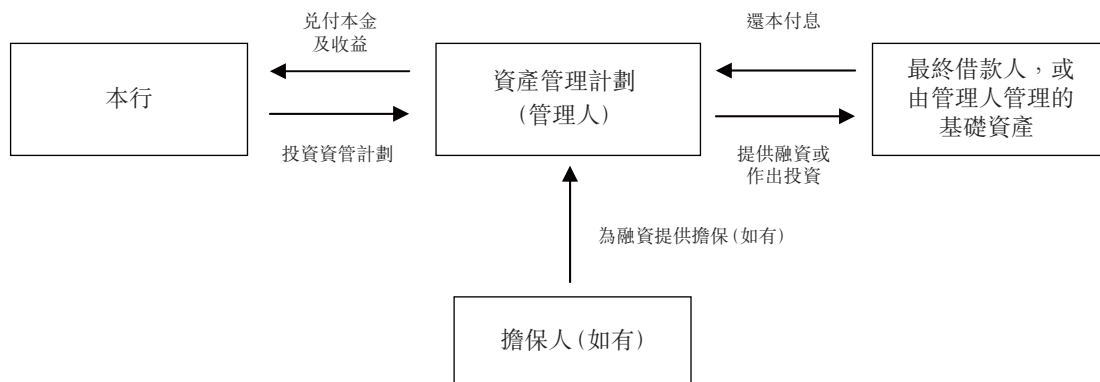 兑付本金
及收益
還本付息
本行
資產管理計劃
(管理人)
最終借款人，或
由管理人管理的
基礎資產
投資資管計劃
提供融資或
作出投資
為融資提供擔保(如有)
擔保人(如有)